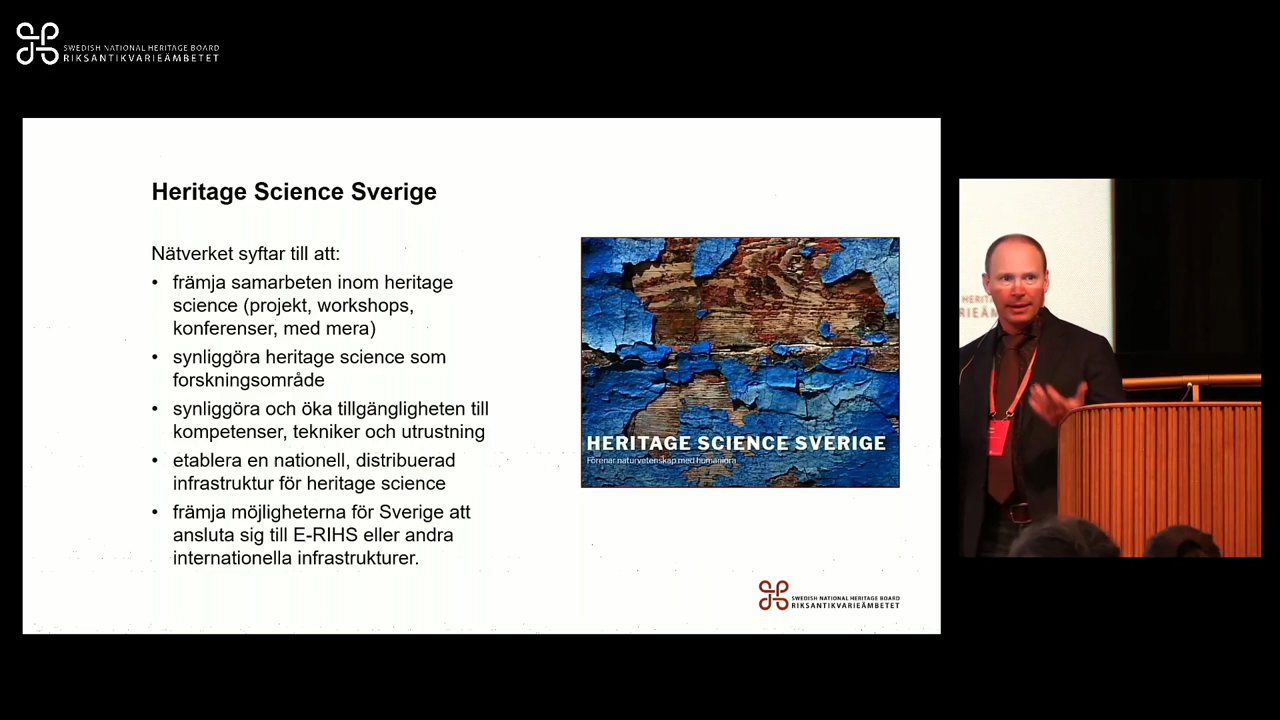 SWEDISH NATIONAL HERITAGE BOARD
RIKSANTIKVARIEÄMBETET
Heritage Science Sverige
Nätverket syftar till att:
• främja samarbeten inom heritage
science (projekt, workshops,
konferenser, med mera)
• synliggöra heritage science som
forskningsområde
• synliggöra och öka tillgängligheten till
kompetenser, tekniker och utrustning
• etablera en nationell, distribuerad
infrastruktur för heritage science
• främja möjligheterna för Sverige att
ansluta sig till E-RIHS eller andra
internationella infrastrukturer.
HERITAGE SCIENCE SVERIGE
Förenar naturvetenskap med humaniora
SWEDISH NATIONAL HERITAGE BOARD
RIKSANTIKVARIEÄMBETET